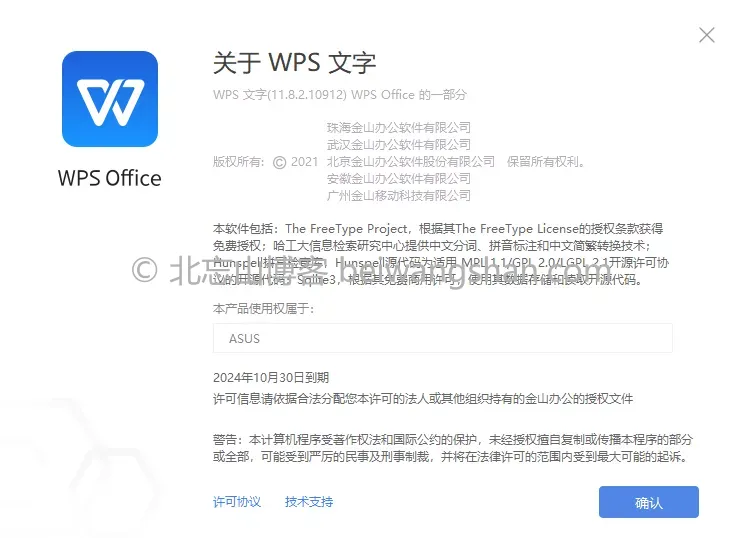 关于 WPS 文字
WPS 文字(11.8.2.10912) WPS Office 的一部分
WPS Office
珠海金山办公软件有限公司
武汉金山办公软件有限公司
版权所有: © 2021 北京金山办公软件股份有限公司 保留所有权利。
安徽金山办公软件有限公司
广州金山移动科技有限公司
本软件包括：The FreeType Project，根据其The FreeType License的授权条款获得
免费授权；哈工大信息检索研究中心提供中文分词、拼音标注和中文简繁转换技术；
Hunspell拼写检查库，Hunspell源代码为适用 MPL1.1/GPL 2.0/LGPL 2.1开源许可协
议的开源代码；Sqlite3，根据其免费商用许可，使用其数据存储和读取开源代码。
© 北忘山博客 beiwangshan.com
本产品使用权属于:
ASUS
2024年10月30日到期
许可信息请依据合法分配您本许可的法人或其他组织持有的金山办公的授权文件
警告：本计算机程序受著作权法和国际公约的保护，未经授权擅自复制或传播本程序的部分
或全部，可能受到严厉的民事及刑事制裁，并将在法律许可的范围内受到最大可能的起诉。
许可协议 技术支持
确认